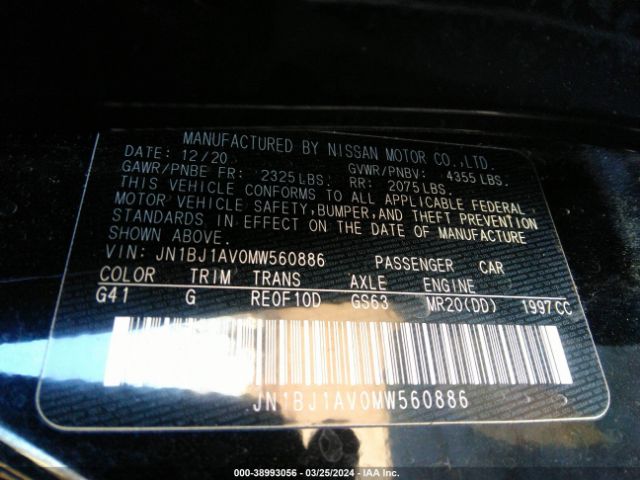 MANUFACTURED BY NISSAN MOTOR CO.,LTD.
DATE: 12/20 GVWR/PNBV: 4355 LBS.
GAWR/PNBE FR: 2325 LBS. RR: 2075 LBS.
THIS VEHICLE CONFORMS TO ALL APPLICABLE FEDERAL
MOTOR VEHICLE SAFETY, BUMPER, AND THEFT PREVENTION
STANDARDS IN EFFECT ON THE DATE OF MANUFACTURE
SHOWN ABOVE.
VIN: JN1BJ1AV0MW560886 PASSENGER CAR
COLOR TRIM TRANS AXLE ENGINE
G41 G RE0F10D GS63 MR20(DD) 1997CC
JN1BJ1AV0MW560886
000-38993056 — 03/25/2024 — IAA Inc.